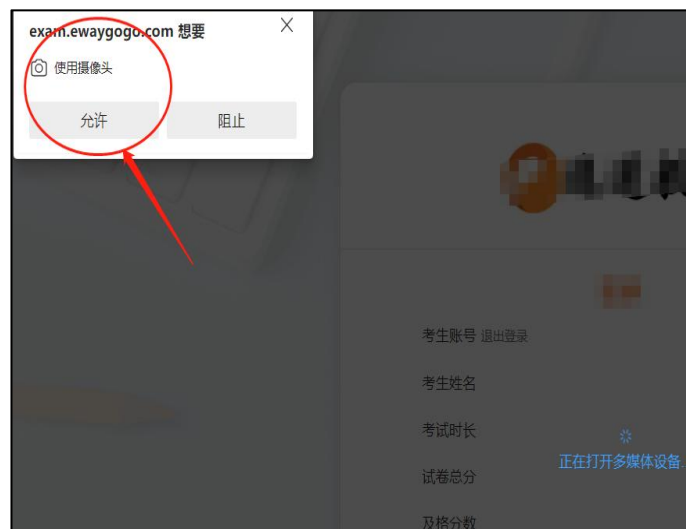 exam.ewaygogo.com 想要
使用摄像头
允许 阻止
考生账号 退出登录
考生姓名
考试时长
正在打开多媒体设备.
试卷总分
及格分数